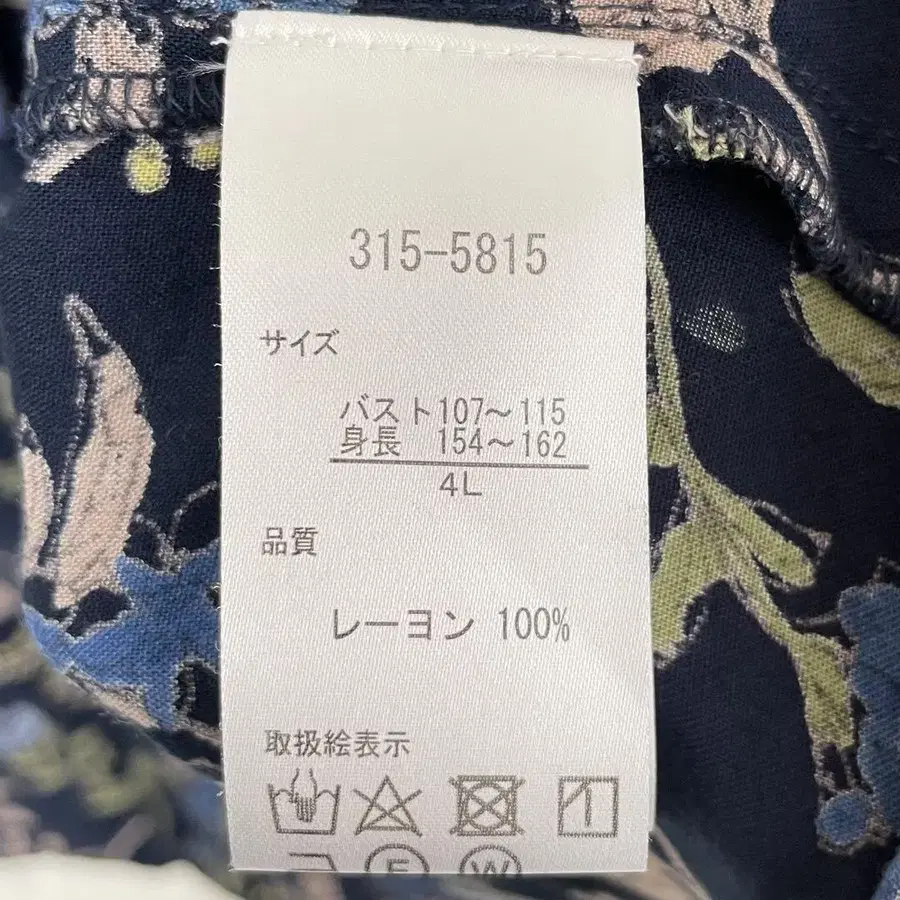 315-5815
サイズ
バスト107〜115
身長 154〜162
4L
品質
レーヨン 100%
取扱絵表示
F W